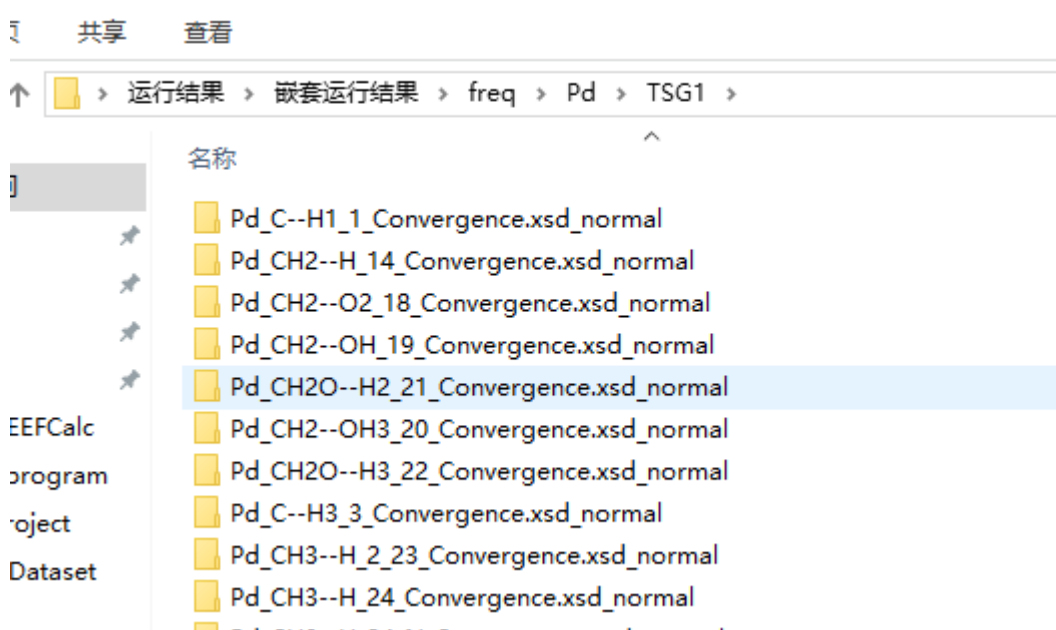 共享 查看
运行结果 › 嵌套运行结果 › freq › Pd › TSG1 ›
名称
Pd_C--H1_1_Convergence.xsd_normal
Pd_CH2--H_14_Convergence.xsd_normal
Pd_CH2--O2_18_Convergence.xsd_normal
Pd_CH2--OH_19_Convergence.xsd_normal
Pd_CH2O--H2_21_Convergence.xsd_normal
EEFCalc
Pd_CH2--OH3_20_Convergence.xsd_normal
program
Pd_CH2O--H3_22_Convergence.xsd_normal
roject
Pd_C--H3_3_Convergence.xsd_normal
Dataset
Pd_CH3--H_2_23_Convergence.xsd_normal
Pd_CH3--H_24_Convergence.xsd_normal